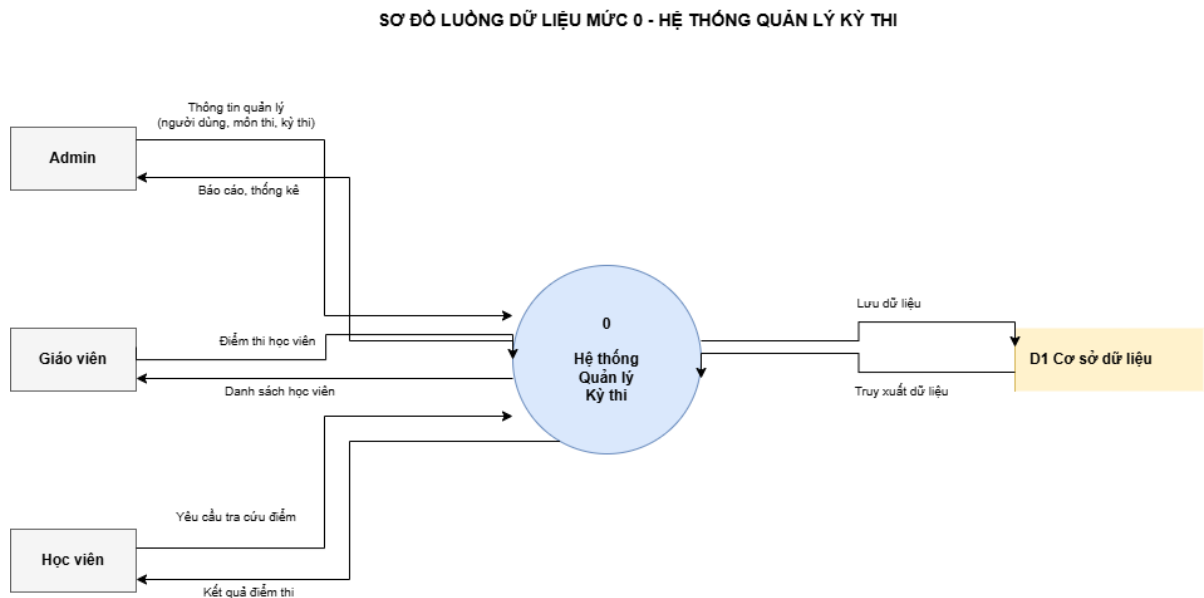 SƠ ĐỒ LUỒNG DỮ LIỆU MỨC 0 - HỆ THỐNG QUẢN LÝ KỲ THI
Thông tin quản lý
(người dùng, môn thi, kỳ thi)
Admin
Báo cáo, thống kê
Giáo viên
Điểm thi học viên
Danh sách học viên
0
Hệ thống
Quản lý
Kỳ thi
Lưu dữ liệu
D1 Cơ sở dữ liệu
Truy xuất dữ liệu
Yêu cầu tra cứu điểm
Học viên
Kết quả điểm thi